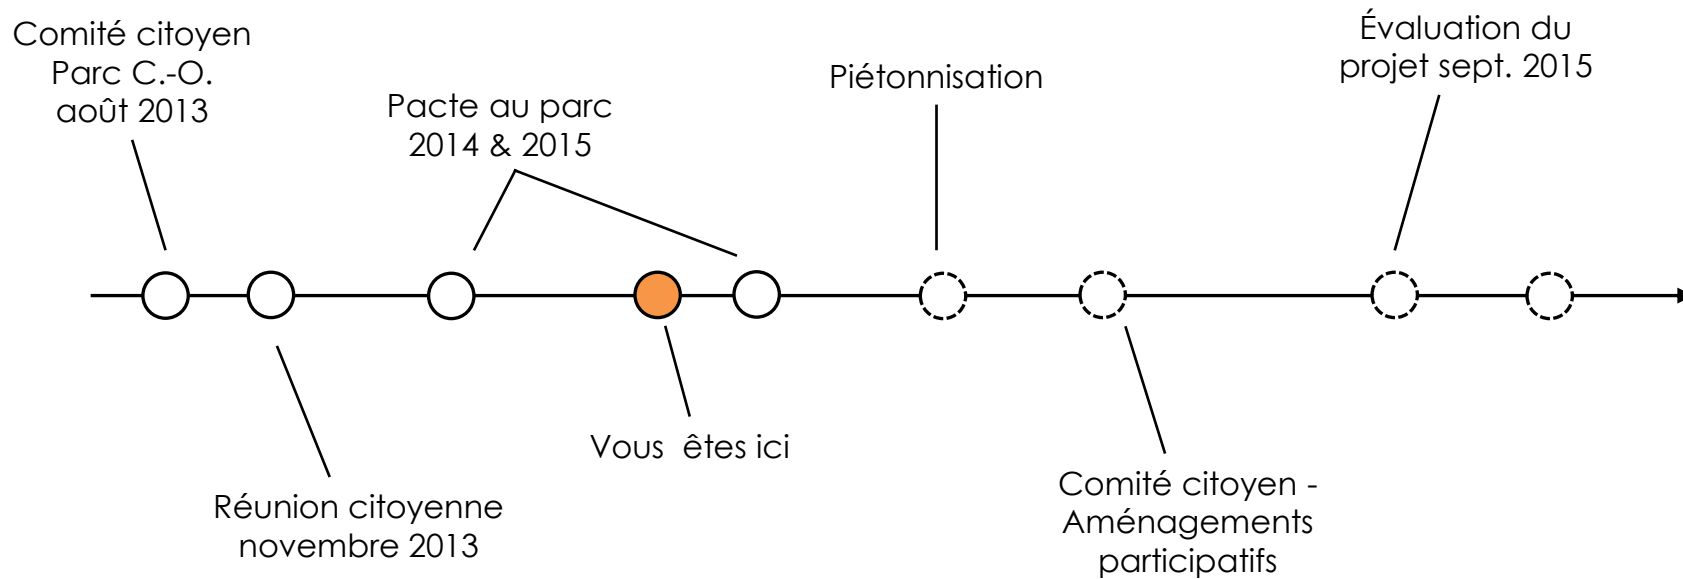 Comité citoyen
Parc C.-O.
août 2013
Pacte au parc
2014 & 2015
Piétonnisation
Évaluation du
projet sept. 2015
Réunion citoyenne
novembre 2013
Vous  êtes ici
Comité citoyen -
Aménagements
participatifs